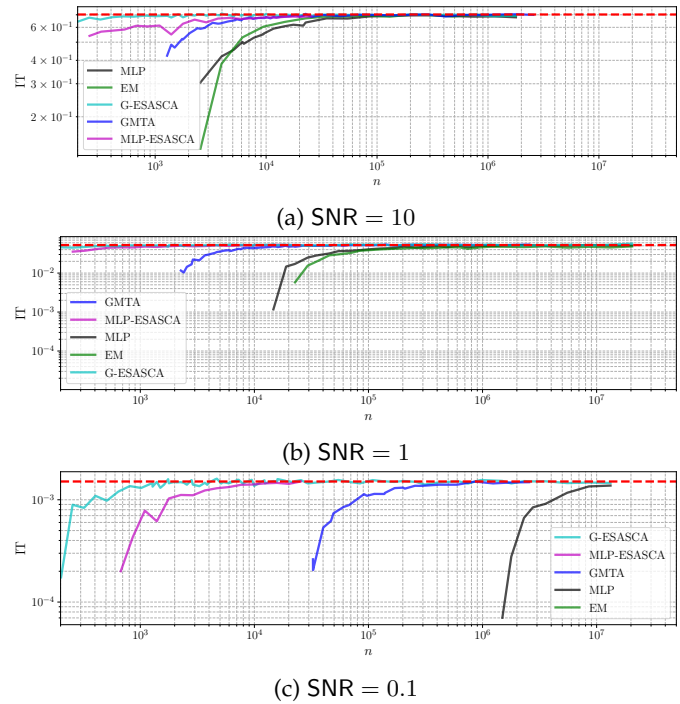 6 × 10⁻¹
3 × 10⁻¹
2 × 10⁻¹
IT
MLP
EM
G-ESASCA
GMTA
MLP-ESASCA
10³ 10⁴ 10⁵ 10⁶ 10⁷
n
(a) SNR = 10
10⁻²
10⁻³
10⁻⁴
IT
GMTA
MLP-ESASCA
MLP
EM
G-ESASCA
10³ 10⁴ 10⁵ 10⁶ 10⁷
n
(b) SNR = 1
10⁻³
10⁻⁴
IT
G-ESASCA
MLP-ESASCA
GMTA
MLP
EM
10³ 10⁴ 10⁵ 10⁶ 10⁷
n
(c) SNR = 0.1